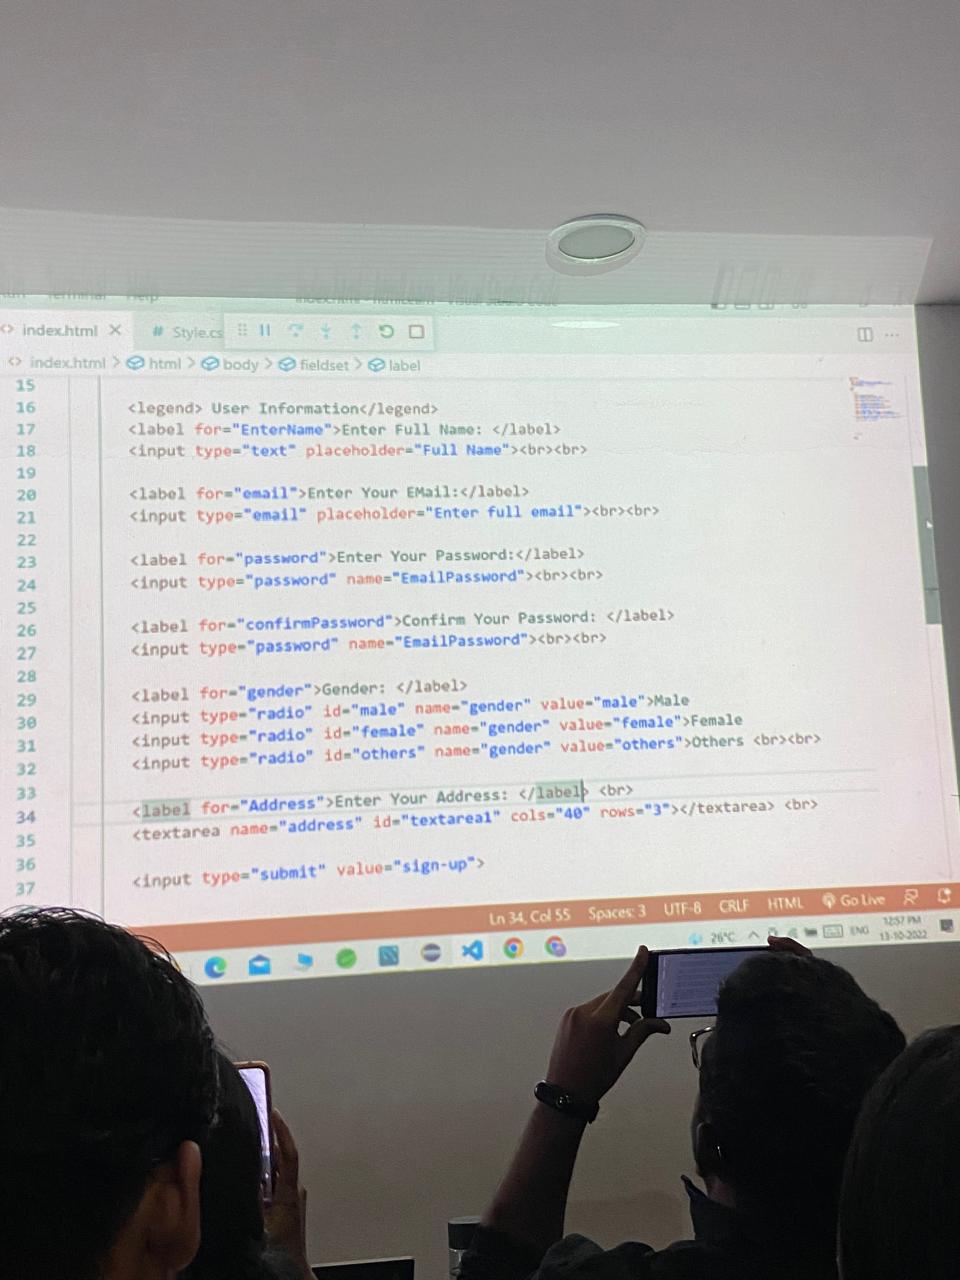 Terminal Help
index.html - htmlLearn - Visual Studio Code
<> index.html × # Style.cs
<> index.html > html > body > fieldset > label
15
16 <legend> User Information</legend>
17 <label for="EnterName">Enter Full Name: </label>
18 <input type="text" placeholder="Full Name"><br><br>
19
20 <label for="email">Enter Your EMail:</label>
21 <input type="email" placeholder="Enter full email"><br><br>
22
23 <label for="password">Enter Your Password:</label>
24 <input type="password" name="EmailPassword"><br><br>
25
26 <label for="confirmPassword">Confirm Your Password: </label>
27 <input type="password" name="EmailPassword"><br><br>
28
29 <label for="gender">Gender: </label>
30 <input type="radio" id="male" name="gender" value="male">Male
31 <input type="radio" id="female" name="gender" value="female">Female
32 <input type="radio" id="others" name="gender" value="others">Others <br><br>
33
34 <label for="Address">Enter Your Address: </label> <br>
35 <textarea name="address" id="textarea1" cols="40" rows="3"></textarea> <br>
36
37 <input type="submit" value="sign-up">
Ln 34, Col 55 Spaces: 3 UTF-8 CRLF HTML Go Live
26°C ENG 12:57 PM
13-10-2022